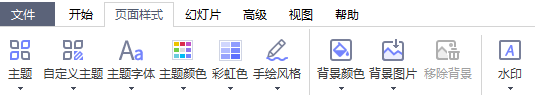 文件 开始 页面样式 幻灯片 高级 视图 帮助
主题 自定义主题 主题字体 主题颜色 彩虹色 手绘风格 背景颜色 背景图片 移除背景 水印